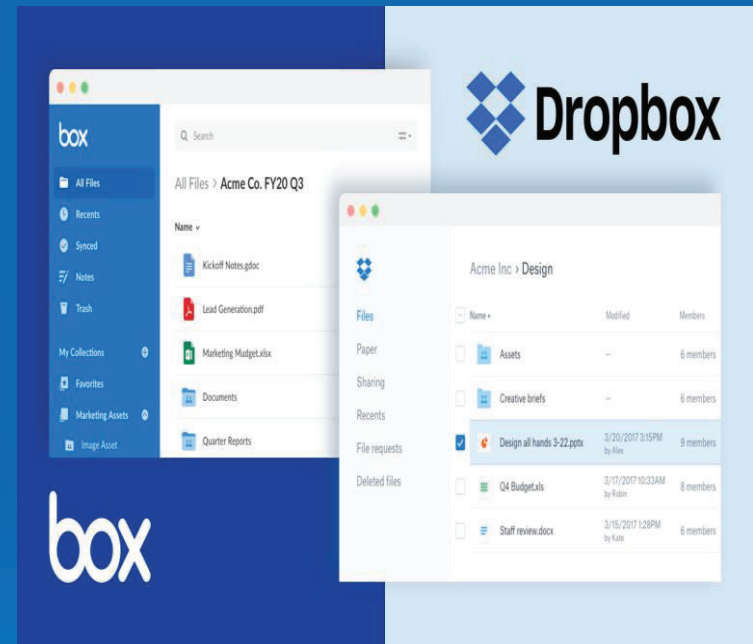 box
Search
All Files
Recents
Synced
Notes
Trash
My Collections
Favorites
Marketing Assets
Image Asset
All Files > Acme Co. FY20 Q3
Name
Kickoff Notes.gdoc
Lead Generation.pdf
Marketing Mudget.xlsx
Documents
Quarter Reports
Dropbox
Files
Paper
Sharing
Recents
File requests
Deleted files
Acme Inc > Design
Name Modified Members
Assets -- 6 members
Creative briefs -- 6 members
Design all hands 3-22.pptx 3/20/2017 3:15PM 9 members
by Alex
Q4 Budget.xls 3/17/2017 10:33AM 8 members
by Robin
Staff review.docx 3/15/2017 1:28PM 6 members
by Kate
box